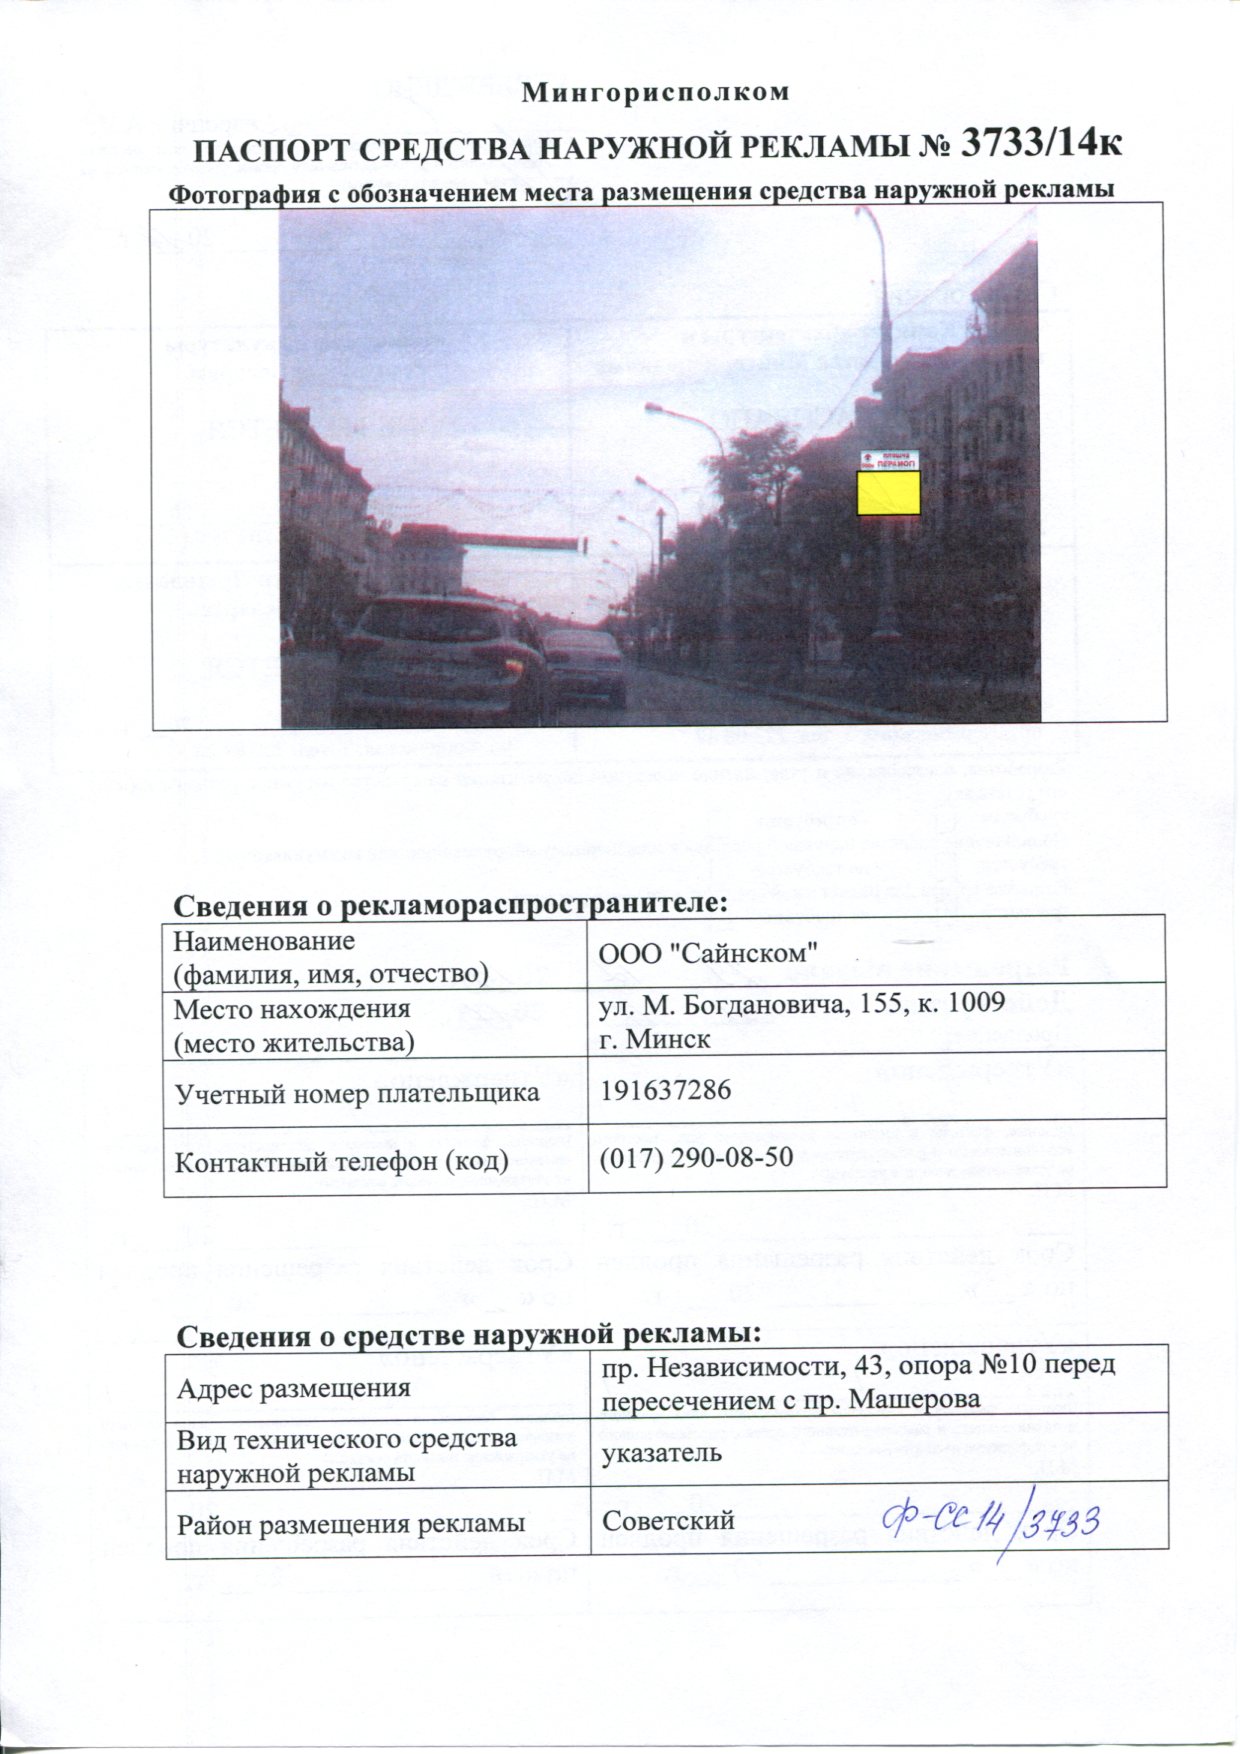 Мингорисполком
ПАСПОРТ СРЕДСТВА НАРУЖНОЙ РЕКЛАМЫ № 3733/14к
Фотография с обозначением места размещения средства наружной рекламы
плошча
ПЕРАМОГІ
Сведения о рекламораспространителе:
Наименование
(фамилия, имя, отчество)
ООО "Сайнском"
Место нахождения
(место жительства)
ул. М. Богдановича, 155, к. 1009
г. Минск
Учетный номер плательщика
191637286
Контактный телефон (код)
(017) 290-08-50
Сведения о средстве наружной рекламы:
Адрес размещения
пр. Независимости, 43, опора №10 перед
пересечением с пр. Машерова
Вид технического средства
наружной рекламы
указатель
Район размещения рекламы
Советский
Ф-СС14/3733